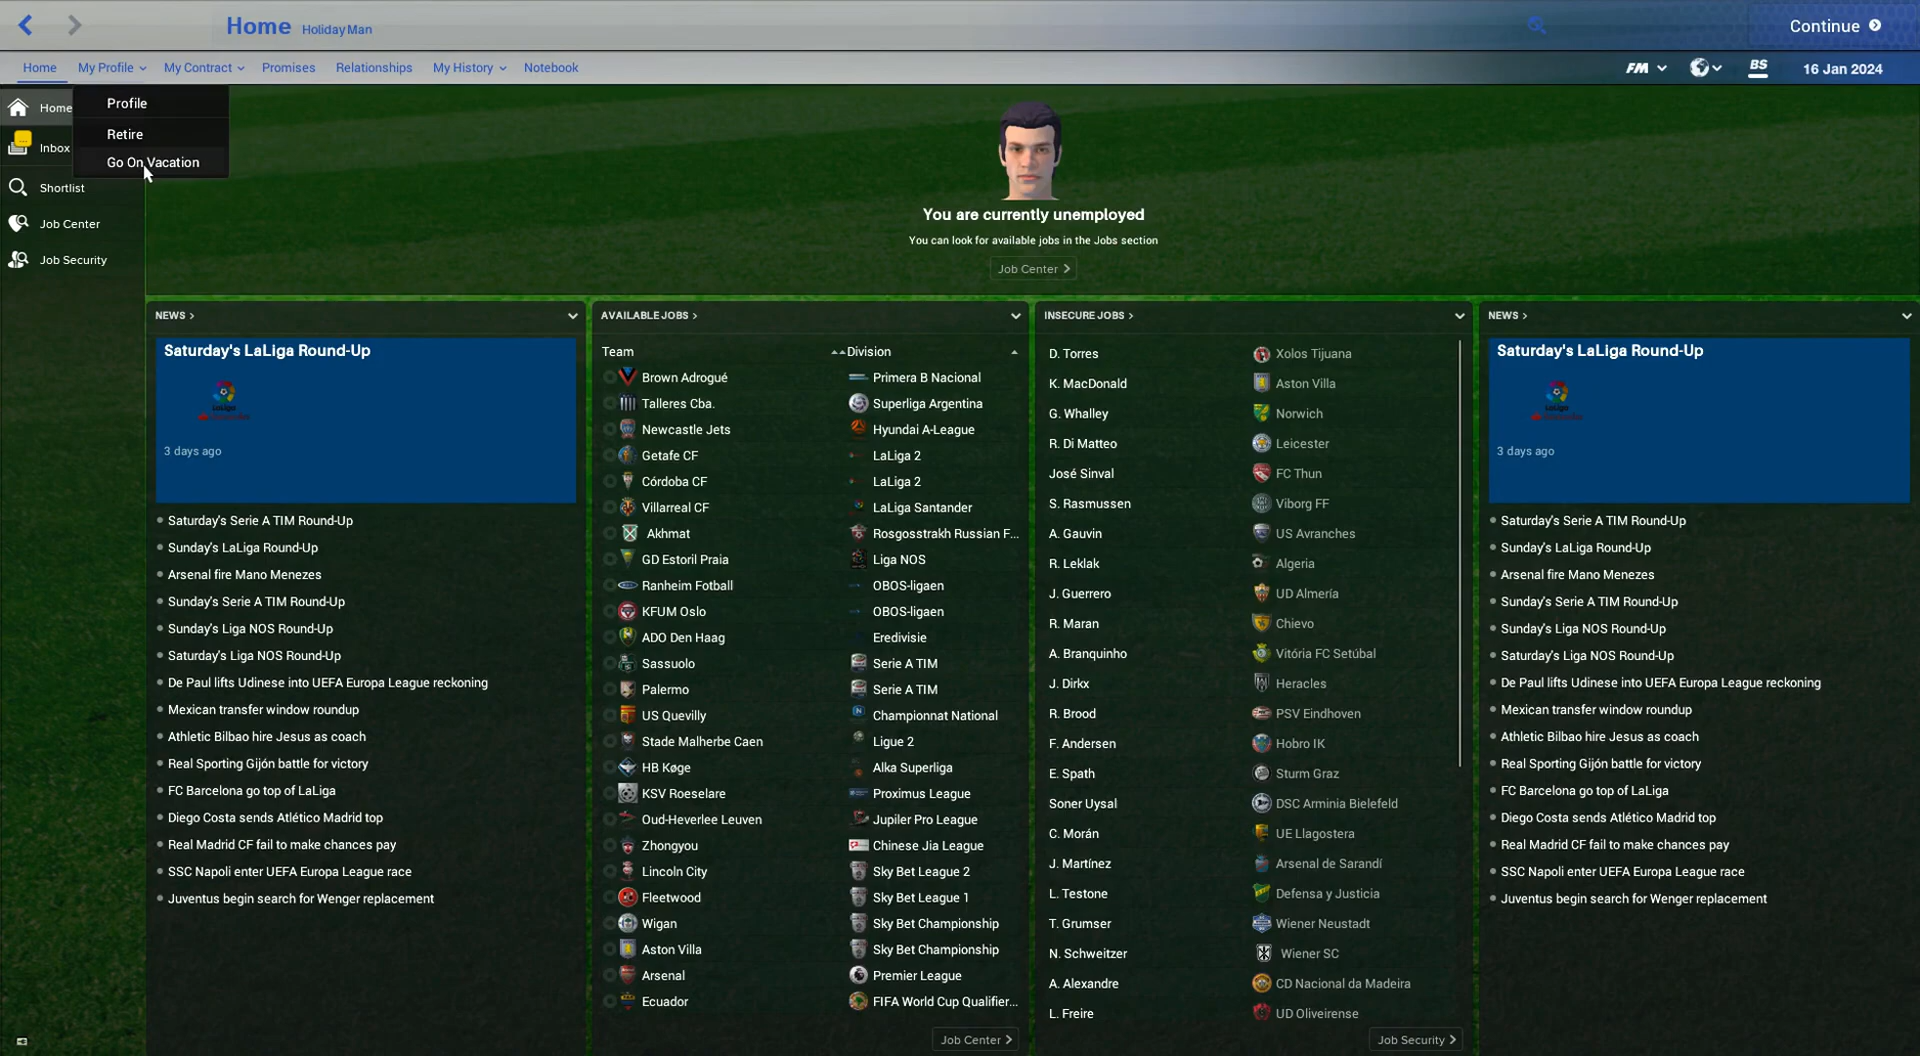 Home Holiday Man
Continue
Home My Profile My Contract Promises Relationships My History Notebook
FM BS 16 Jan 2024
Home
Inbox
Shortlist
Job Center
Job Security
Profile
Retire
Go On Vacation
You are currently unemployed
You can look for available jobs in the Jobs section
Job Center >
NEWS >
Saturday's LaLiga Round-Up
LaLiga
3 days ago
Saturday's Serie A TIM Round-Up
Sunday's LaLiga Round-Up
Arsenal fire Mano Menezes
Sunday's Serie A TIM Round-Up
Sunday's Liga NOS Round-Up
Saturday's Liga NOS Round-Up
De Paul lifts Udinese into UEFA Europa League reckoning
Mexican transfer window roundup
Athletic Bilbao hire Jesus as coach
Real Sporting Gijón battle for victory
FC Barcelona go top of LaLiga
Diego Costa sends Atlético Madrid top
Real Madrid CF fail to make chances pay
SSC Napoli enter UEFA Europa League race
Juventus begin search for Wenger replacement
AVAILABLE JOBS >
Team Division
Brown Adrogué Primera B Nacional
Talleres Cba. Superliga Argentina
Newcastle Jets Hyundai A-League
Getafe CF LaLiga 2
Córdoba CF LaLiga 2
Villarreal CF LaLiga Santander
Akhmat Rosgosstrakh Russian F...
GD Estoril Praia Liga NOS
Ranheim Fotball OBOS-ligaen
KFUM Oslo OBOS-ligaen
ADO Den Haag Eredivisie
Sassuolo Serie A TIM
Palermo Serie A TIM
US Quevilly Championnat National
Stade Malherbe Caen Ligue 2
HB Køge Alka Superliga
KSV Roeselare Proximus League
Oud-Heverlee Leuven Jupiler Pro League
Zhongyou Chinese Jia League
Lincoln City Sky Bet League 2
Fleetwood Sky Bet League 1
Wigan Sky Bet Championship
Aston Villa Sky Bet Championship
Arsenal Premier League
Ecuador FIFA World Cup Qualifier...
Job Center >
INSECURE JOBS >
D. Torres Xolos Tijuana
K. MacDonald Aston Villa
G. Whalley Norwich
R. Di Matteo Leicester
José Sinval FC Thun
S. Rasmussen Viborg FF
A. Gauvin US Avranches
R. Leklak Algeria
J. Guerrero UD Almería
R. Maran Chievo
A. Branquinho Vitória FC Setúbal
J. Dirkx Heracles
R. Brood PSV Eindhoven
F. Andersen Hobro IK
E. Spath Sturm Graz
Soner Uysal DSC Arminia Bielefeld
C. Morán UE Llagostera
J. Martínez Arsenal de Sarandí
L. Testone Defensa y Justicia
T. Grumser Wiener Neustadt
N. Schweitzer Wiener SC
A. Alexandre CD Nacional da Madeira
L. Freire UD Oliveirense
Job Security >
NEWS >
Saturday's LaLiga Round-Up
LaLiga
3 days ago
Saturday's Serie A TIM Round-Up
Sunday's LaLiga Round-Up
Arsenal fire Mano Menezes
Sunday's Serie A TIM Round-Up
Sunday's Liga NOS Round-Up
Saturday's Liga NOS Round-Up
De Paul lifts Udinese into UEFA Europa League reckoning
Mexican transfer window roundup
Athletic Bilbao hire Jesus as coach
Real Sporting Gijón battle for victory
FC Barcelona go top of LaLiga
Diego Costa sends Atlético Madrid top
Real Madrid CF fail to make chances pay
SSC Napoli enter UEFA Europa League race
Juventus begin search for Wenger replacement